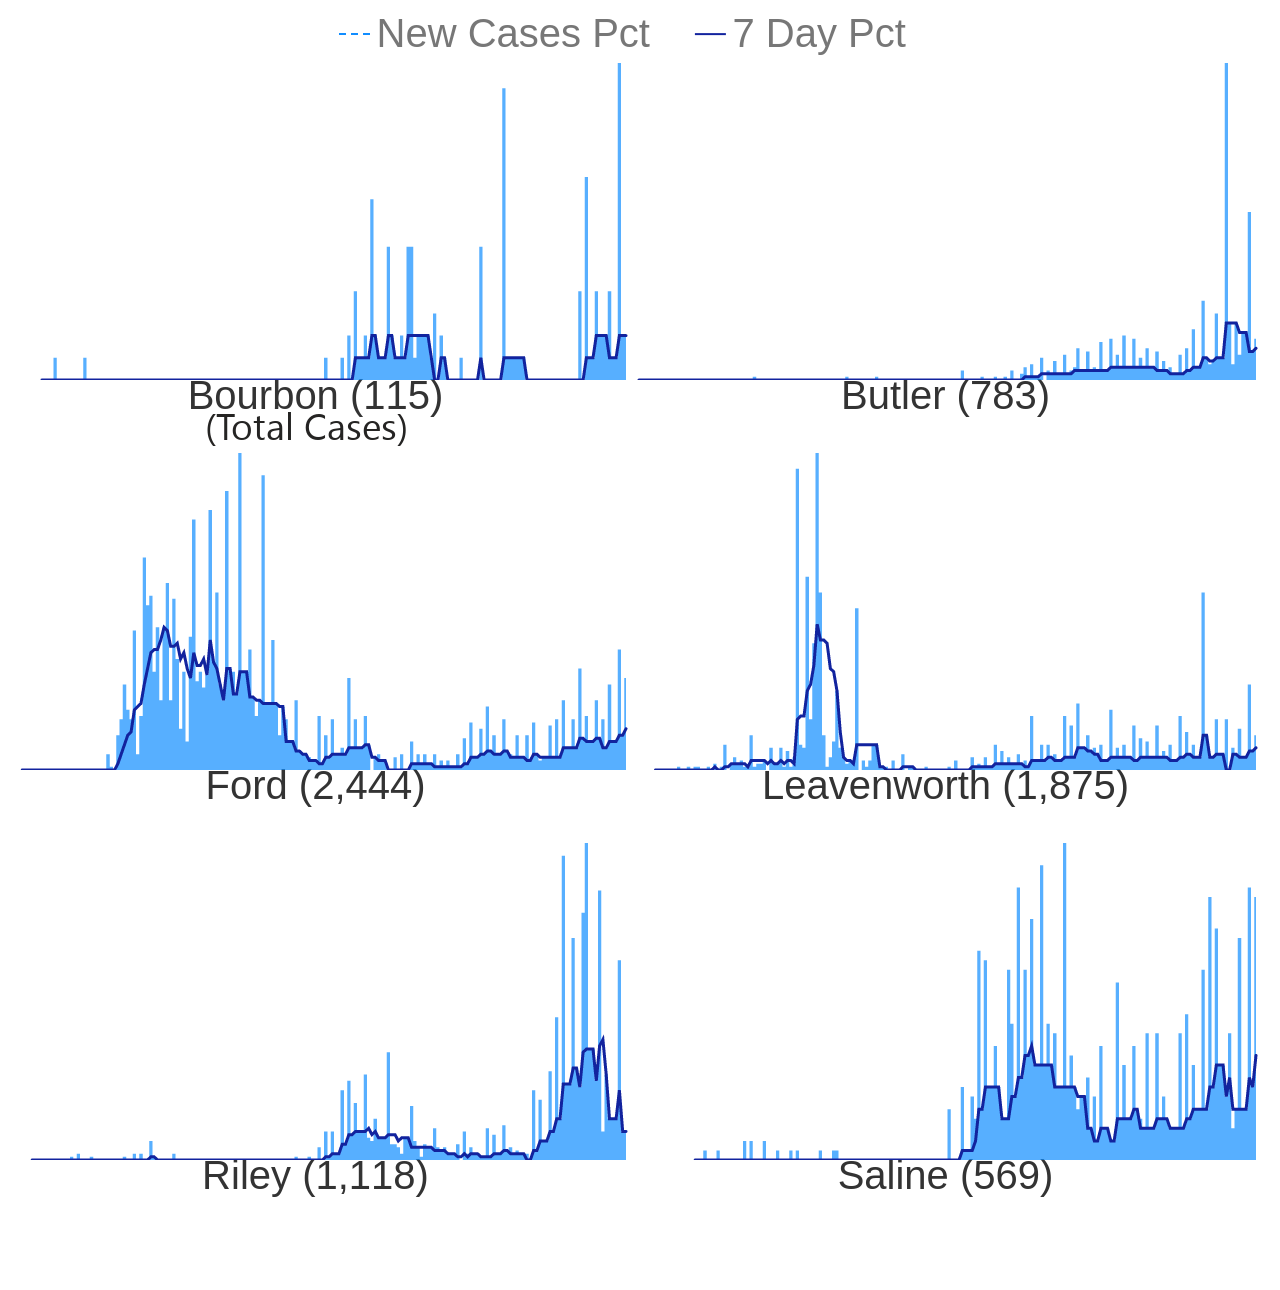 New Cases Pct 7 Day Pct
Bourbon (115) Butler (783)
(Total Cases)
Ford (2,444) Leavenworth (1,875)
Riley (1,118) Saline (569)